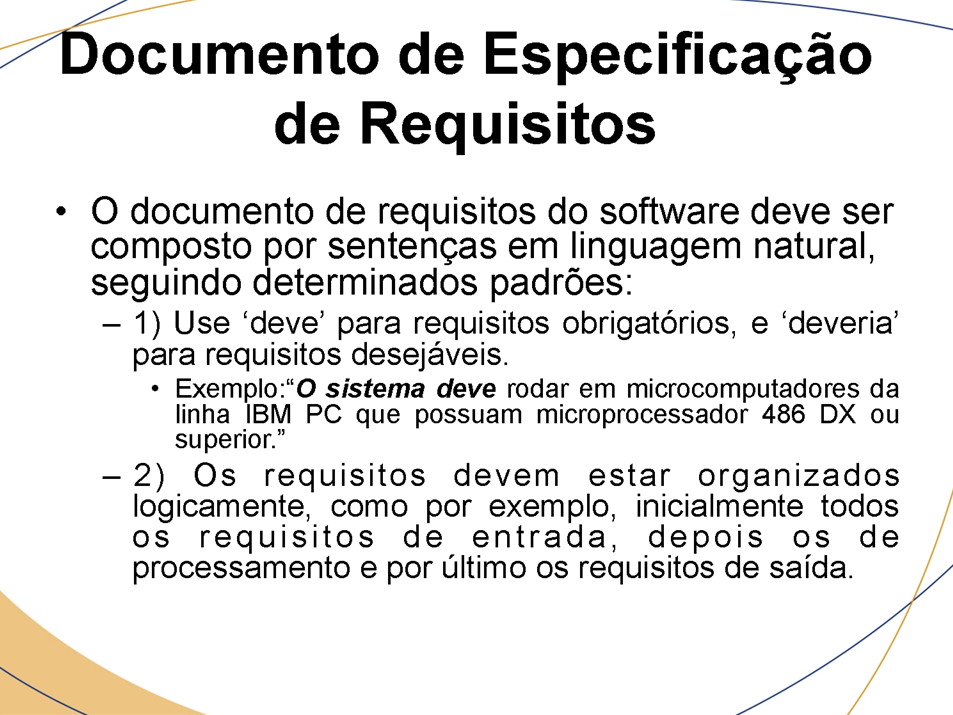 Documento de Especificação
de Requisitos
• O documento de requisitos do software deve ser
composto por sentenças em linguagem natural,
seguindo determinados padrões:
– 1) Use ‘deve’ para requisitos obrigatórios, e ‘deveria’
para requisitos desejáveis.
• Exemplo:“O sistema deve rodar em microcomputadores da
linha IBM PC que possuam microprocessador 486 DX ou
superior.”
– 2) Os requisitos devem estar organizados
logicamente, como por exemplo, inicialmente todos
os requisitos de entrada, depois os de
processamento e por último os requisitos de saída.